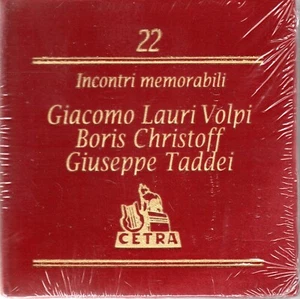 22
Incontri memorabili
Giacomo Lauri Volpi
Boris Christoff
Giuseppe Taddei
CETRA